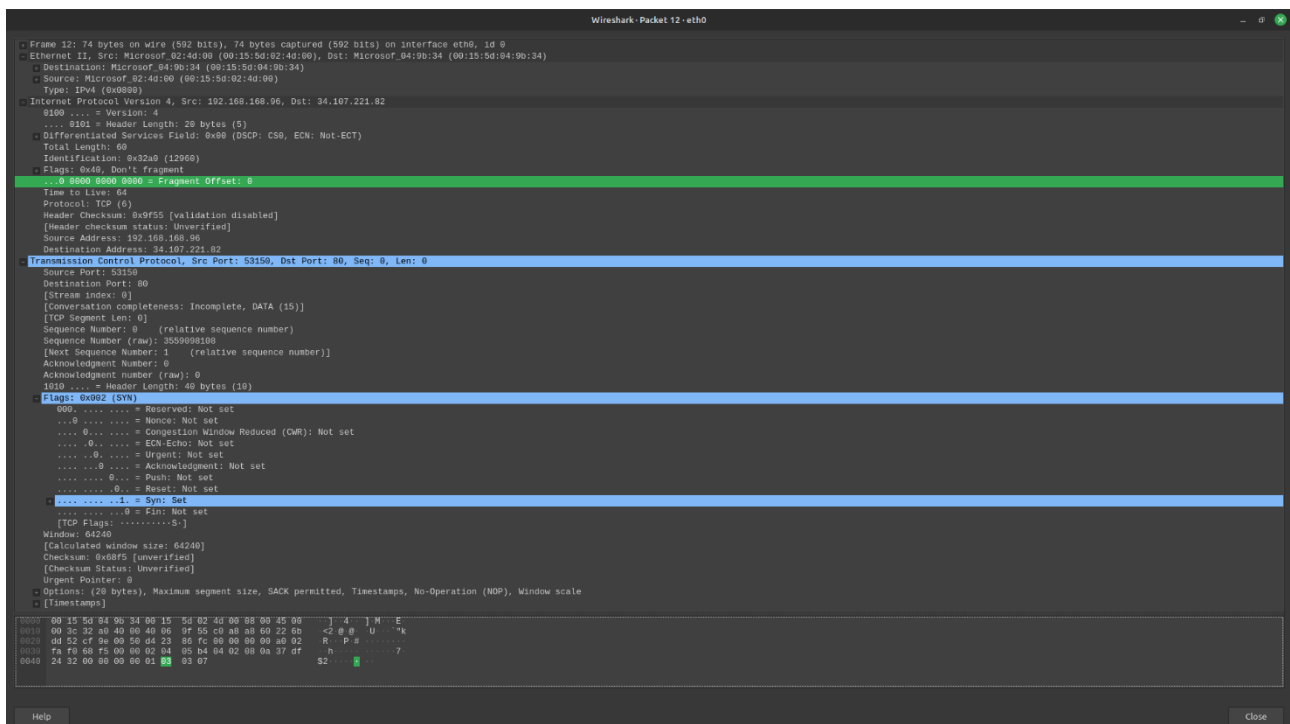 Wireshark · Packet 12 · eth0
Frame 12: 74 bytes on wire (592 bits), 74 bytes captured (592 bits) on interface eth0, id 0
Ethernet II, Src: Microsof_02:4d:00 (00:15:5d:02:4d:00), Dst: Microsof_04:9b:34 (00:15:5d:04:9b:34)
Destination: Microsof_04:9b:34 (00:15:5d:04:9b:34)
Source: Microsof_02:4d:00 (00:15:5d:02:4d:00)
Type: IPv4 (0x0800)
Internet Protocol Version 4, Src: 192.168.168.96, Dst: 34.107.221.82
0100 .... = Version: 4
.... 0101 = Header Length: 20 bytes (5)
Differentiated Services Field: 0x00 (DSCP: CS0, ECN: Not-ECT)
Total Length: 60
Identification: 0x32a0 (12960)
Flags: 0x40, Don't fragment
...0 0000 0000 0000 = Fragment Offset: 0
Time to Live: 64
Protocol: TCP (6)
Header Checksum: 0x9f55 [validation disabled]
[Header checksum status: Unverified]
Source Address: 192.168.168.96
Destination Address: 34.107.221.82
Transmission Control Protocol, Src Port: 53150, Dst Port: 80, Seq: 0, Len: 0
Source Port: 53150
Destination Port: 80
[Stream index: 0]
[Conversation completeness: Incomplete, DATA (15)]
[TCP Segment Len: 0]
Sequence Number: 0 (relative sequence number)
Sequence Number (raw): 3559098108
[Next Sequence Number: 1 (relative sequence number)]
Acknowledgment Number: 0
Acknowledgment number (raw): 0
1010 .... = Header Length: 40 bytes (10)
Flags: 0x002 (SYN)
000. .... .... = Reserved: Not set
...0 .... .... = Nonce: Not set
.... 0... .... = Congestion Window Reduced (CWR): Not set
.... .0.. .... = ECN-Echo: Not set
.... ..0. .... = Urgent: Not set
.... ...0 .... = Acknowledgment: Not set
.... .... 0... = Push: Not set
.... .... .0.. = Reset: Not set
.... .... ..1. = Syn: Set
.... .... ...0 = Fin: Not set
[TCP Flags: ··········S·]
Window: 64240
[Calculated window size: 64240]
Checksum: 0x68f5 [unverified]
[Checksum Status: Unverified]
Urgent Pointer: 0
Options: (20 bytes), Maximum segment size, SACK permitted, Timestamps, No-Operation (NOP), Window scale
[Timestamps]
0000 00 15 5d 04 9b 34 00 15 5d 02 4d 00 08 00 45 00 ··]··4·· ]·M···E·
0010 00 3c 32 a0 40 00 40 06 9f 55 c0 a8 a8 60 22 6b ·<2·@·@· ·U···`"k
0020 dd 52 cf 9e 00 50 d4 23 86 fc 00 00 00 00 a0 02 ·R···P·# ········
0030 fa f0 68 f5 00 00 02 04 05 b4 04 02 08 0a 37 df ··h····· ······7·
0040 24 32 00 00 00 00 01 03 03 07 $2······ ··
Help
Close